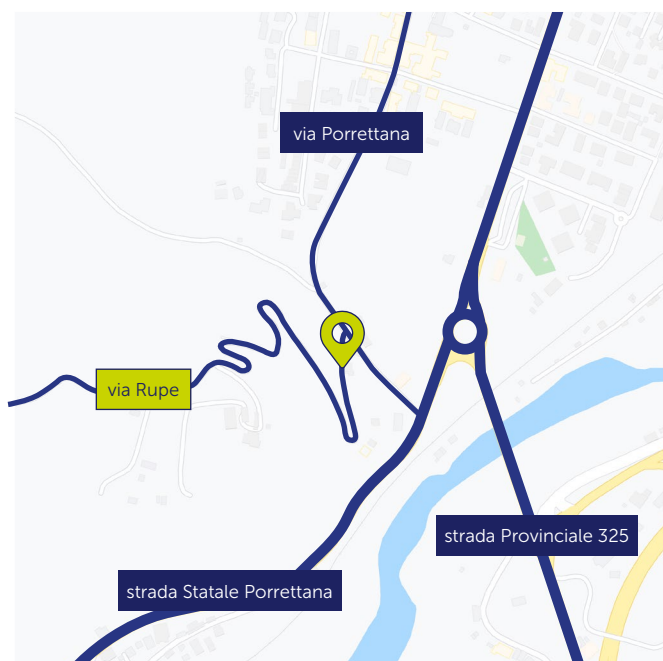 via Porrettana
via Rupe
strada Provinciale 325
strada Statale Porrettana